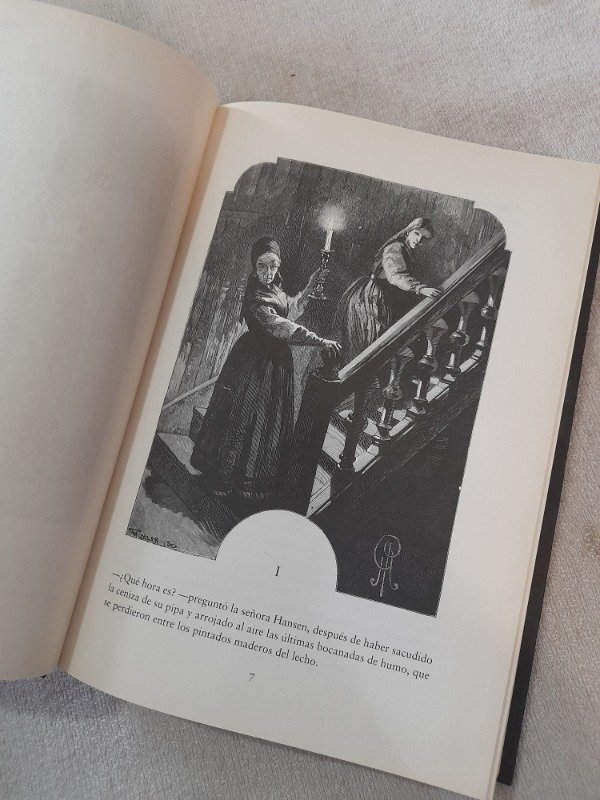 I
—¿Qué hora es? —preguntó la señora Hansen, después de haber sacudido
la ceniza de su pipa y arrojado al aire las últimas bocanadas de humo, que
se perdieron entre los pintados maderos del lecho.
7